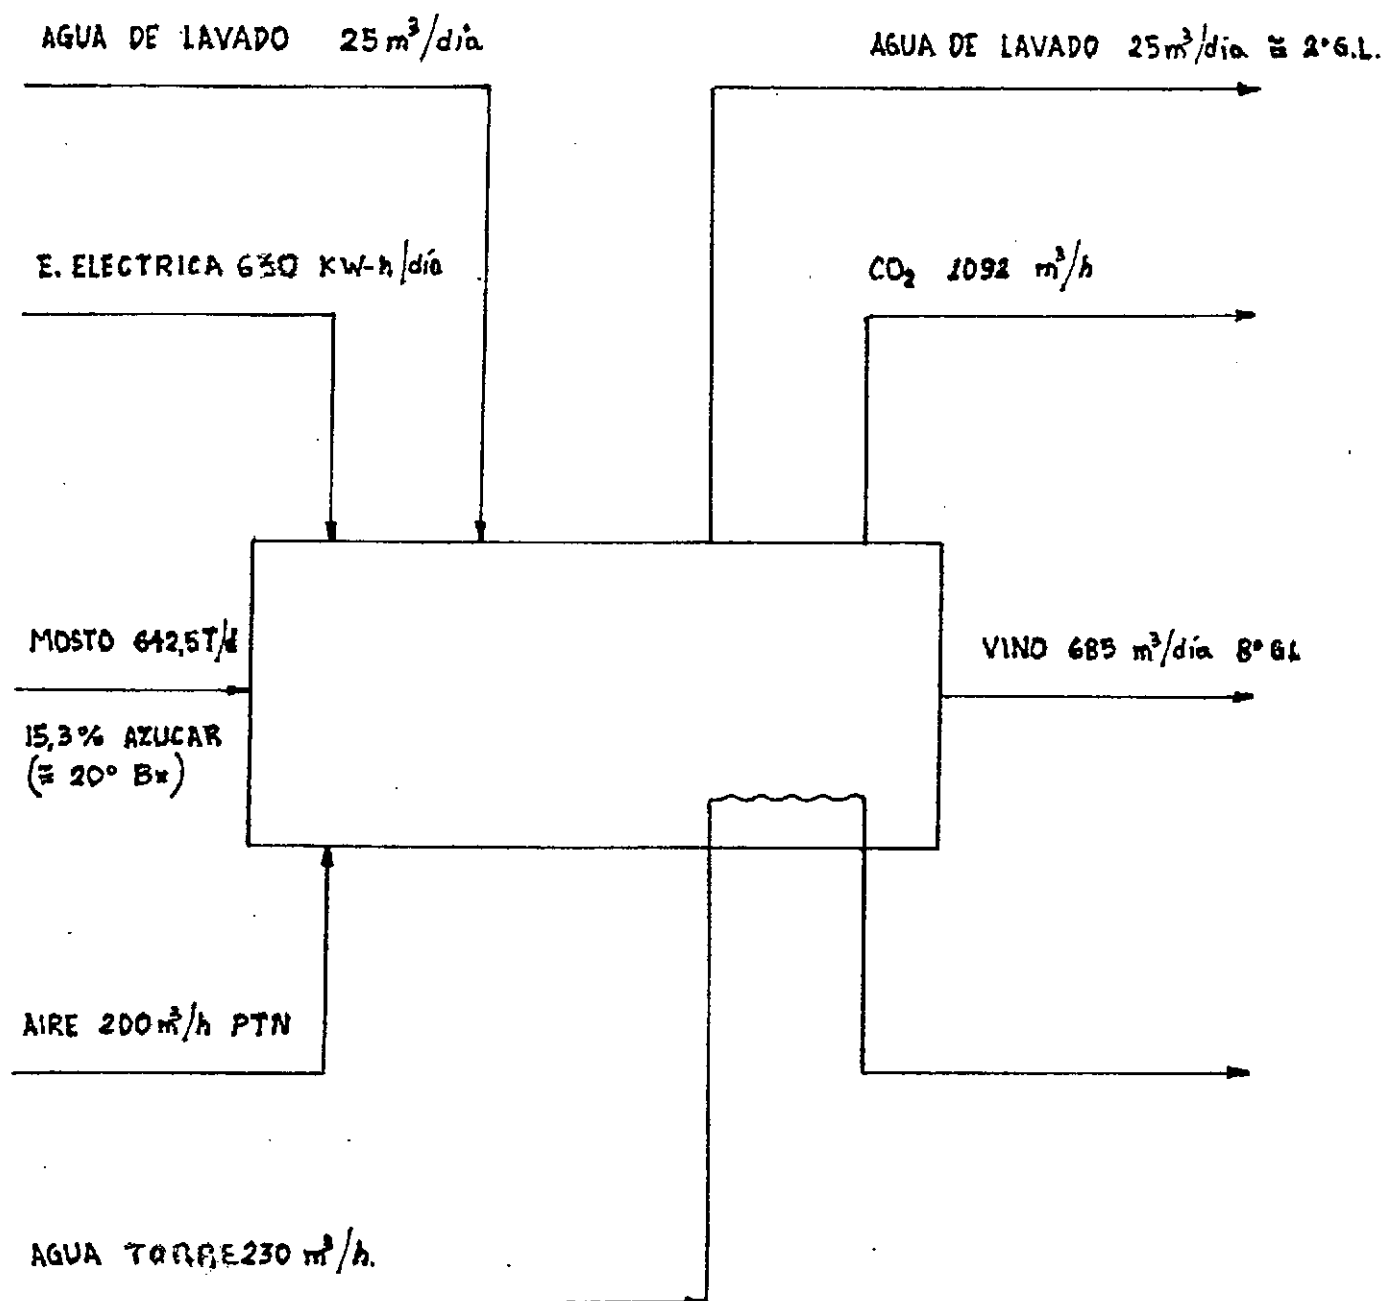 AGUA DE LAVADO 25 m³/día
AGUA DE LAVADO 25 m³/día ≅ 2° G.L.
E. ELECTRICA 630 KW-h/día
CO₂ 1092 m³/h
MOSTO 642,5 T/d
15,3% AZUCAR
(≅ 20° Bx)
VINO 685 m³/día 8° GL
AIRE 200 m³/h PTN
AGUA TORRE 230 m³/h.